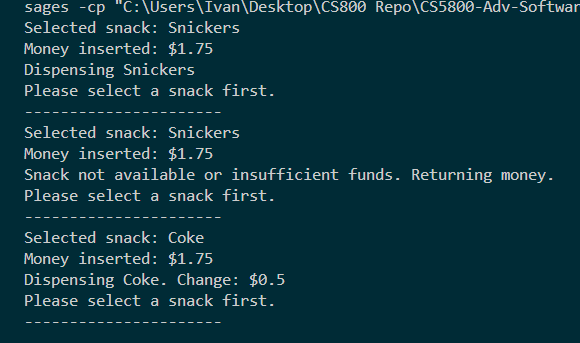 sages -cp "C:\Users\Ivan\Desktop\CS800 Repo\CS5800-Adv-Softwar
Selected snack: Snickers
Money inserted: $1.75
Dispensing Snickers
Please select a snack first.
----------------------
Selected snack: Snickers
Money inserted: $1.75
Snack not available or insufficient funds. Returning money.
Please select a snack first.
----------------------
Selected snack: Coke
Money inserted: $1.75
Dispensing Coke. Change: $0.5
Please select a snack first.
----------------------